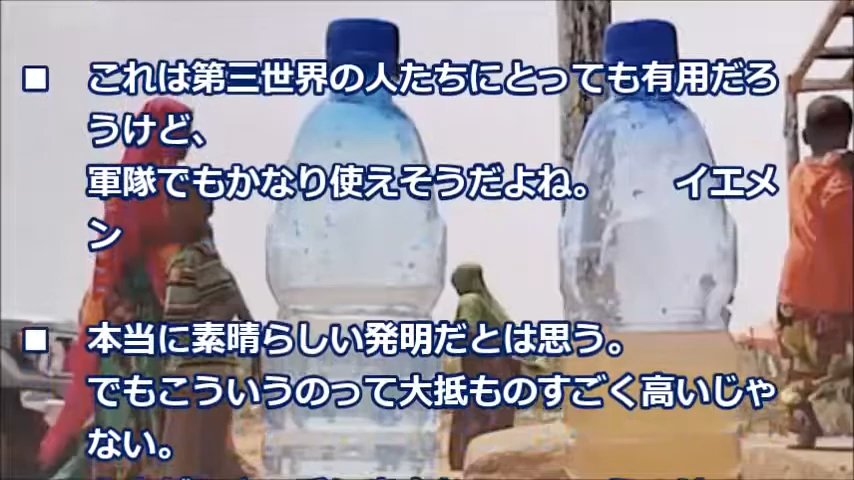 ■ これは第三世界の人たちにとっても有用だろ
うけど、
軍隊でもかなり使えそうだよね。 イエメ
ン
■ 本当に素晴らしい発明だとは思う。
でもこういうのって大抵ものすごく高いじゃ
ない。